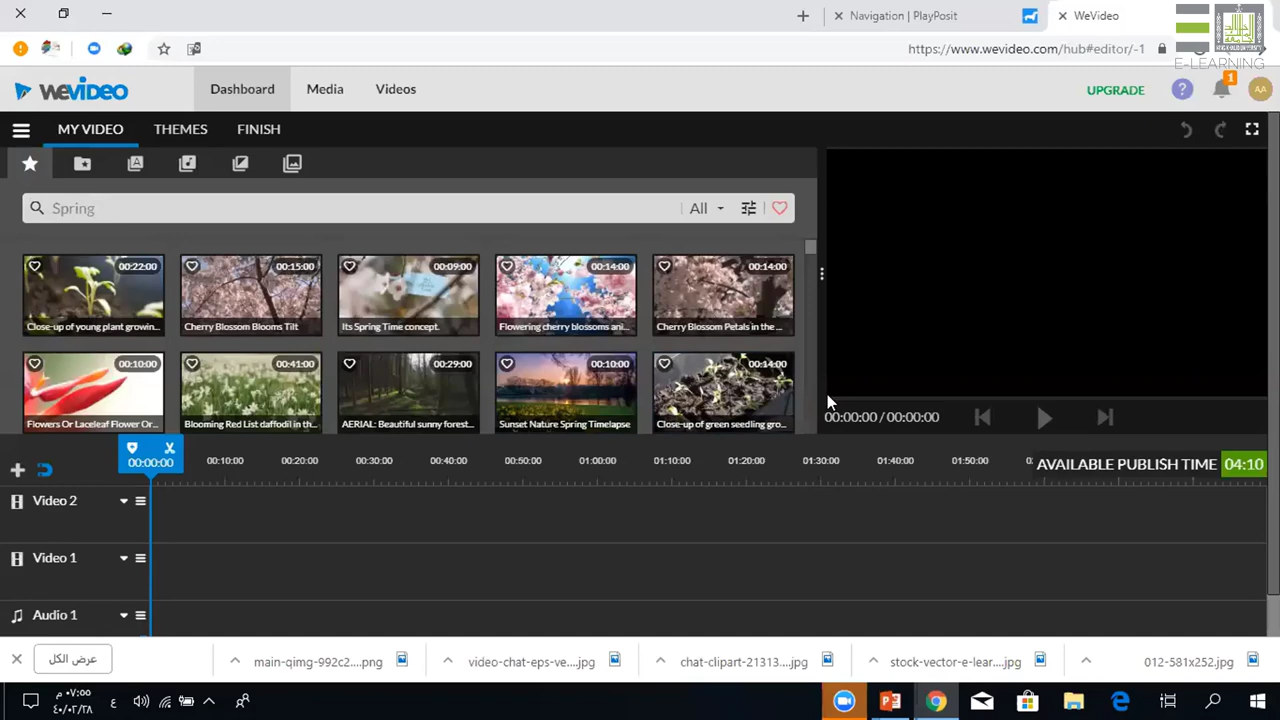 Navigation | PlayPosit
WeVideo
https://www.wevideo.com/hub#editor/-1
E-LEARNING
WEVIDEO
Dashboard
Media
Videos
UPGRADE
?
1
AA
MY VIDEO
THEMES
FINISH
Spring
All
00:22:00
Close-up of young plant growin...
00:15:00
Cherry Blossom Blooms Tilt
00:09:00
Its Spring Time concept.
00:14:00
Flowering cherry blossoms ani...
00:14:00
Cherry Blossom Petals in the ...
00:10:00
Flowers Or Laceleaf Flower Or...
00:41:00
Blooming Red List daffodil in th...
00:29:00
AERIAL: Beautiful sunny forest...
00:10:00
Sunset Nature Spring Timelapse
00:14:00
Close-up of green seedling gro...
00:00:00 / 00:00:00
00:00:00
00:10:00
00:20:00
00:30:00
00:40:00
00:50:00
01:00:00
01:10:00
01:20:00
01:30:00
01:40:00
01:50:00
AVAILABLE PUBLISH TIME 04:10
Video 2
Video 1
Audio 1
عرض الكل
main-qimg-992c2....png
video-chat-eps-ve....jpg
chat-clipart-21313....jpg
stock-vector-e-lear....jpg
012-581x252.jpg
٠٧:٥٥ م
٤٠/٠٢/٢٨
ع